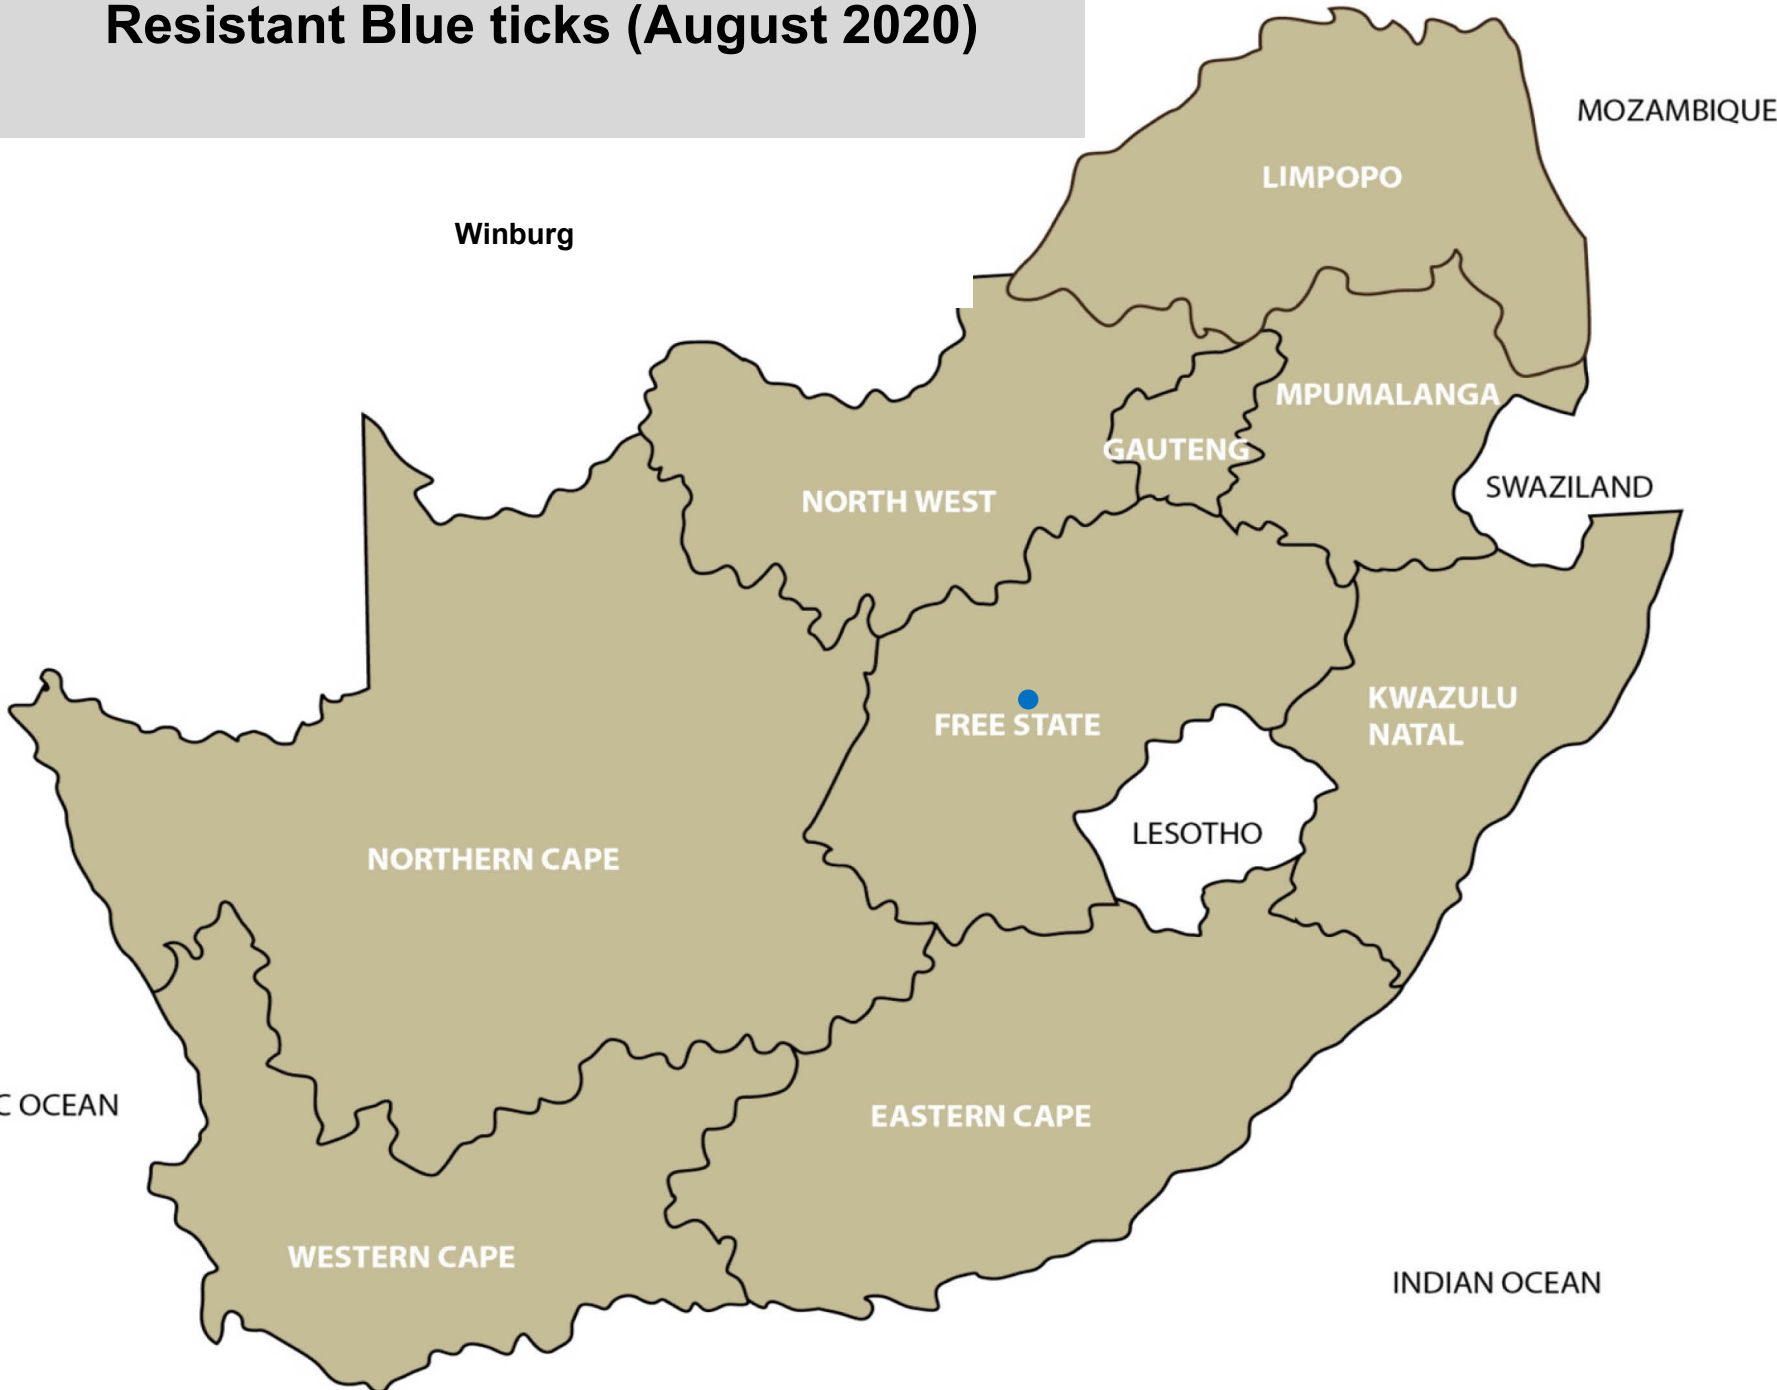 Resistant Blue ticks (August 2020)
MOZAMBIQUE
LIMPOPO
Winburg
MPUMALANGA
GAUTENG
SWAZILAND
NORTH WEST
KWAZULU
NATAL
FREE STATE
LESOTHO
NORTHERN CAPE
C OCEAN
EASTERN CAPE
WESTERN CAPE
INDIAN OCEAN